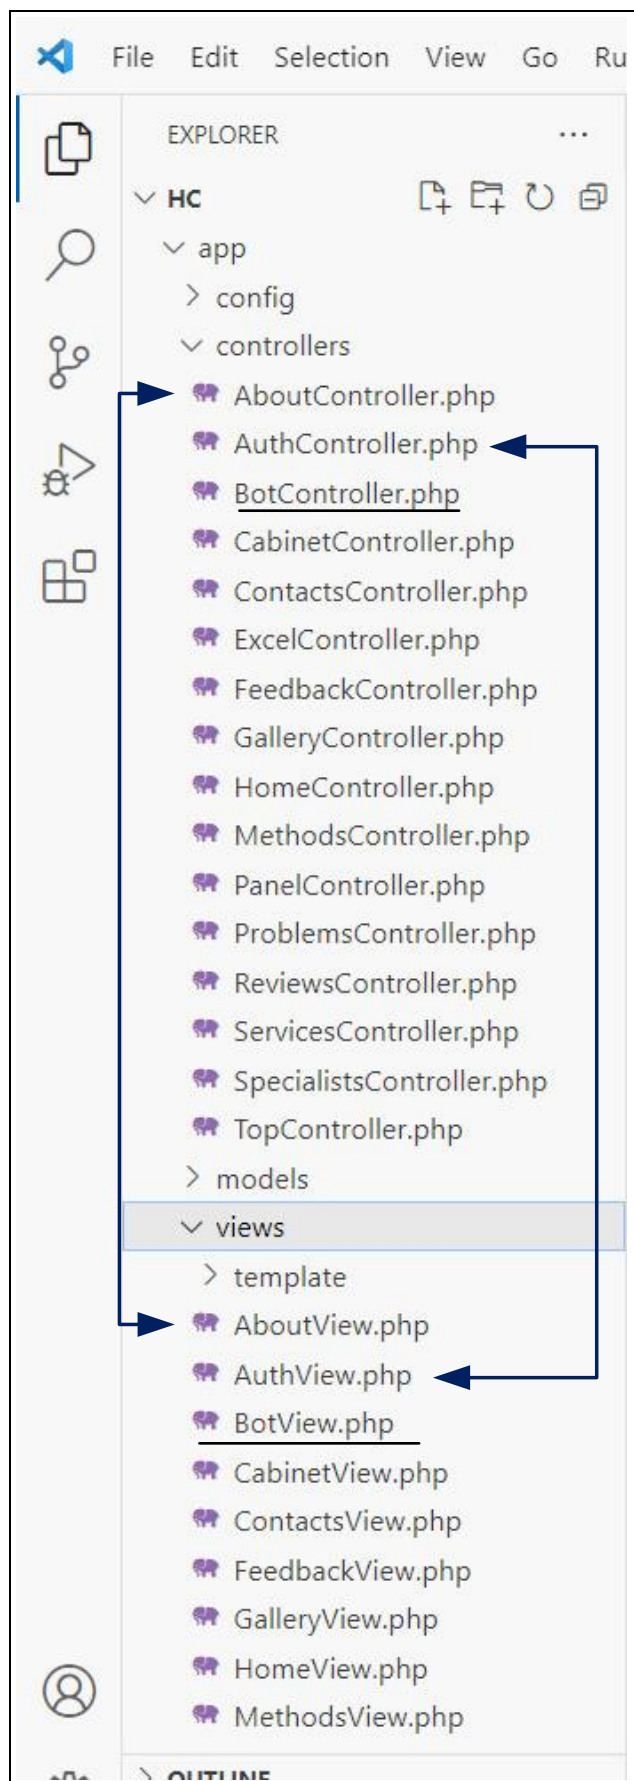 File Edit Selection View Go Ru
EXPLORER
HC
app
config
controllers
AboutController.php
AuthController.php
BotController.php
CabinetController.php
ContactsController.php
ExcelController.php
FeedbackController.php
GalleryController.php
HomeController.php
MethodsController.php
PanelController.php
ProblemsController.php
ReviewsController.php
ServicesController.php
SpecialistsController.php
TopController.php
models
views
template
AboutView.php
AuthView.php
BotView.php
CabinetView.php
ContactsView.php
FeedbackView.php
GalleryView.php
HomeView.php
MethodsView.php
OUTLINE